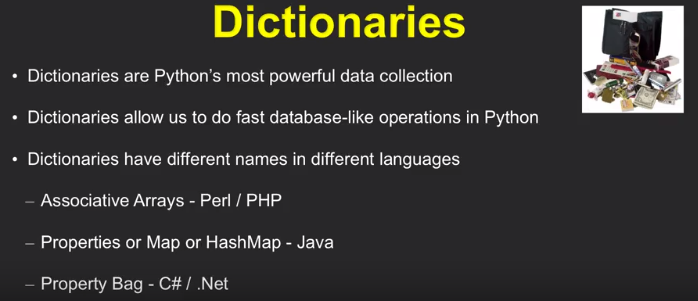 Dictionaries
• Dictionaries are Python's most powerful data collection
• Dictionaries allow us to do fast database-like operations in Python
• Dictionaries have different names in different languages
– Associative Arrays - Perl / PHP
– Properties or Map or HashMap - Java
– Property Bag - C# / .Net